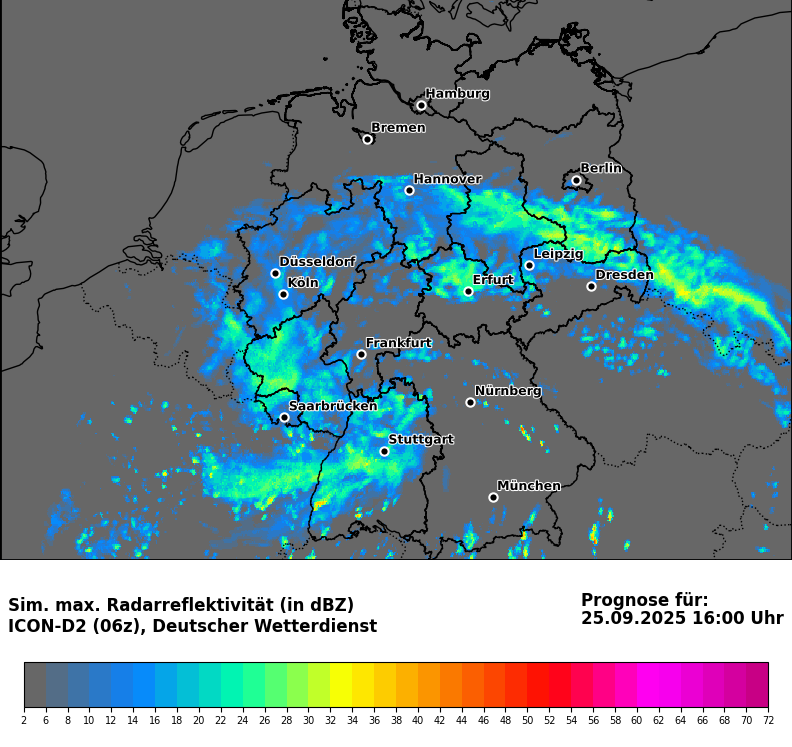 Hamburg
Bremen
Berlin
Hannover
Leipzig
Düsseldorf
Dresden
Köln
Erfurt
Frankfurt
Nürnberg
Saarbrücken
Stuttgart
München
Sim. max. Radarreflektivität (in dBZ)
ICON-D2 (06z), Deutscher Wetterdienst
Prognose für:
25.09.2025 16:00 Uhr
2 6 8 10 12 14 16 18 20 22 24 26 28 30 32 34 36 38 40 42 44 46 48 50 52 54 56 58 60 62 64 66 70 72